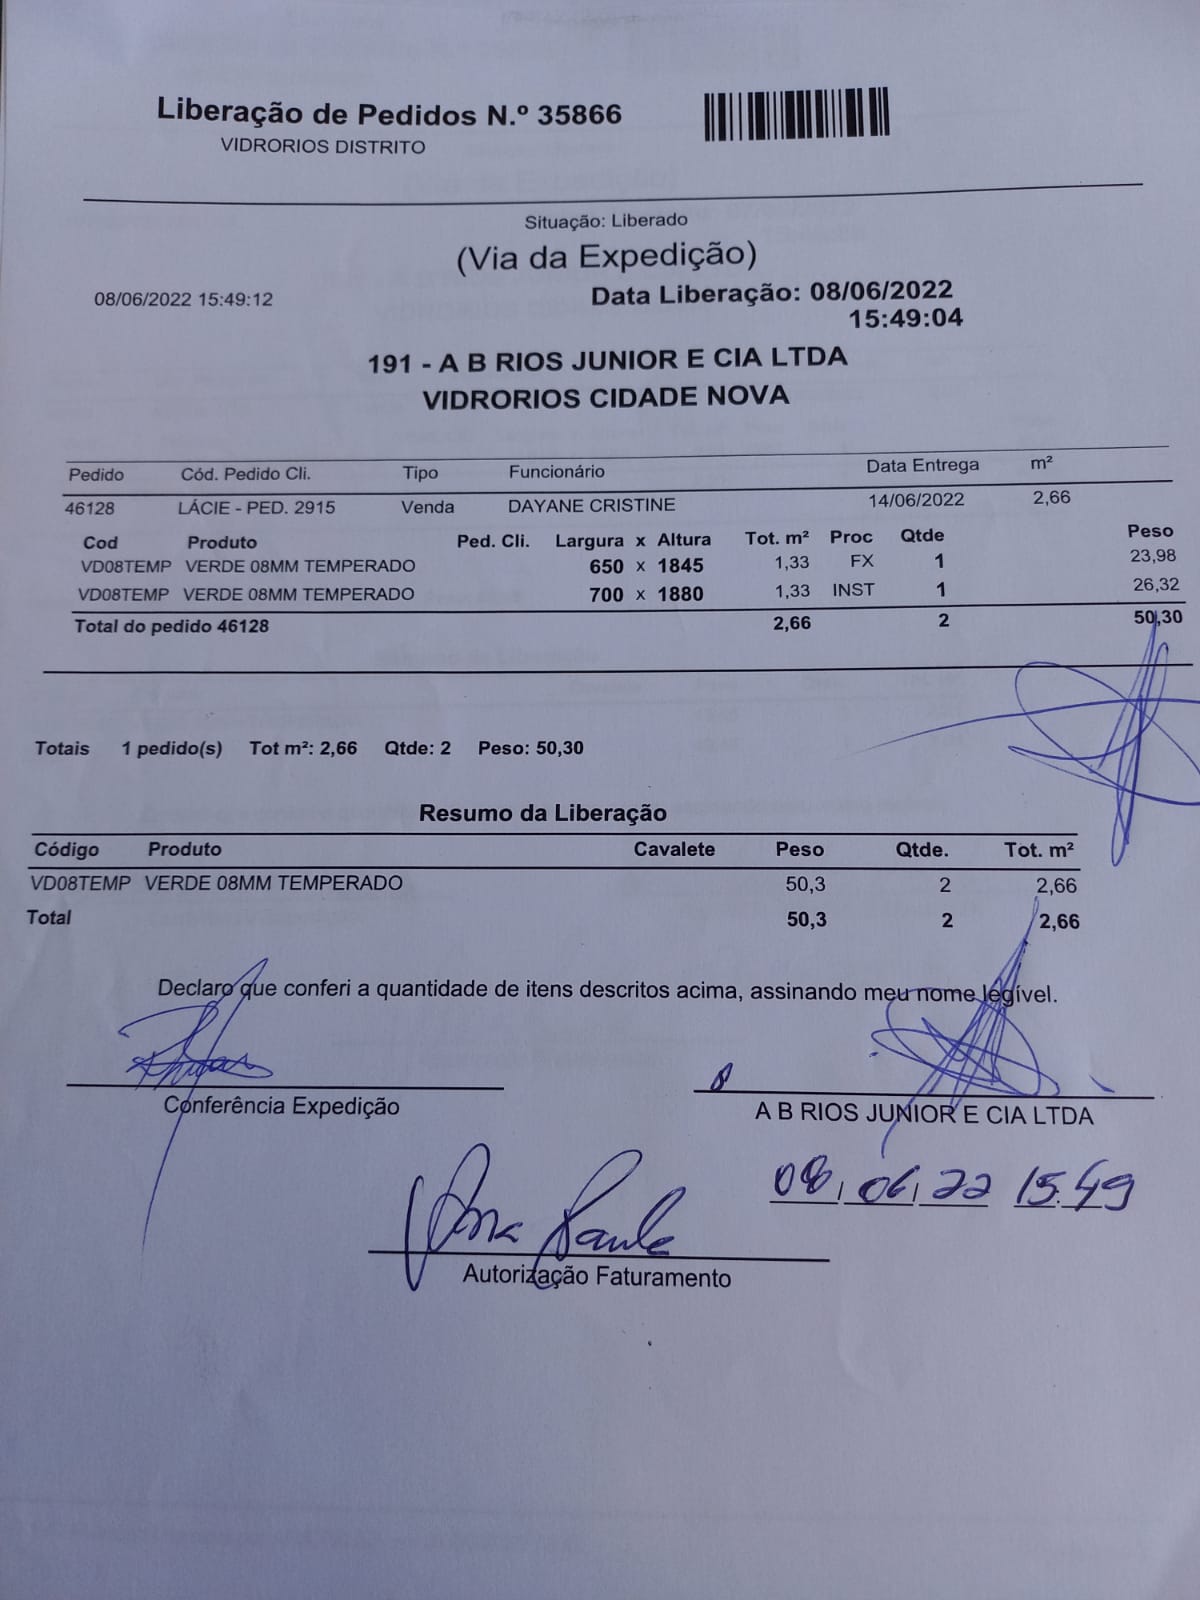 Liberação de Pedidos N.º 35866
VIDRORIOS DISTRITO
Situação: Liberado
(Via da Expedição)
08/06/2022 15:49:12 Data Liberação: 08/06/2022
15:49:04
191 - A B RIOS JUNIOR E CIA LTDA
VIDRORIOS CIDADE NOVA
Pedido Cód. Pedido Cli. Tipo Funcionário Data Entrega m²
46128 LÁCIE - PED. 2915 Venda DAYANE CRISTINE 14/06/2022 2,66
Cod Produto Ped. Cli. Largura x Altura Tot. m² Proc Qtde Peso
VD08TEMP VERDE 08MM TEMPERADO 650 x 1845 1,33 FX 1 23,98
VD08TEMP VERDE 08MM TEMPERADO 700 x 1880 1,33 INST 1 26,32
Total do pedido 46128 2,66 2 50,30
Totais 1 pedido(s) Tot m²: 2,66 Qtde: 2 Peso: 50,30
Resumo da Liberação
Código Produto Cavalete Peso Qtde. Tot. m²
VD08TEMP VERDE 08MM TEMPERADO 50,3 2 2,66
Total 50,3 2 2,66
Declaro que conferi a quantidade de itens descritos acima, assinando meu nome legível.
Conferência Expedição
A B RIOS JUNIOR E CIA LTDA
08/06/22 15:49
Ana Paula
Autorização Faturamento